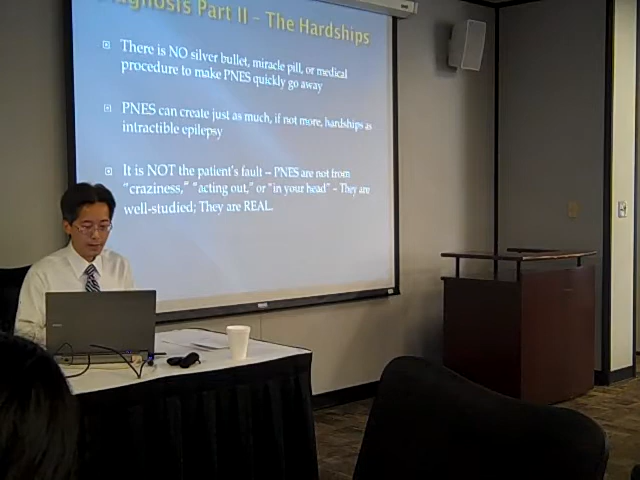 Diagnosis Part II – The Hardships
There is NO silver bullet, miracle pill, or medical
procedure to make PNES quickly go away
PNES can create just as much, if not more, hardships as
intractible epilepsy
It is NOT the patient's fault – PNES are not from
"craziness," "acting out," or "in your head" – They are
well-studied; They are REAL.